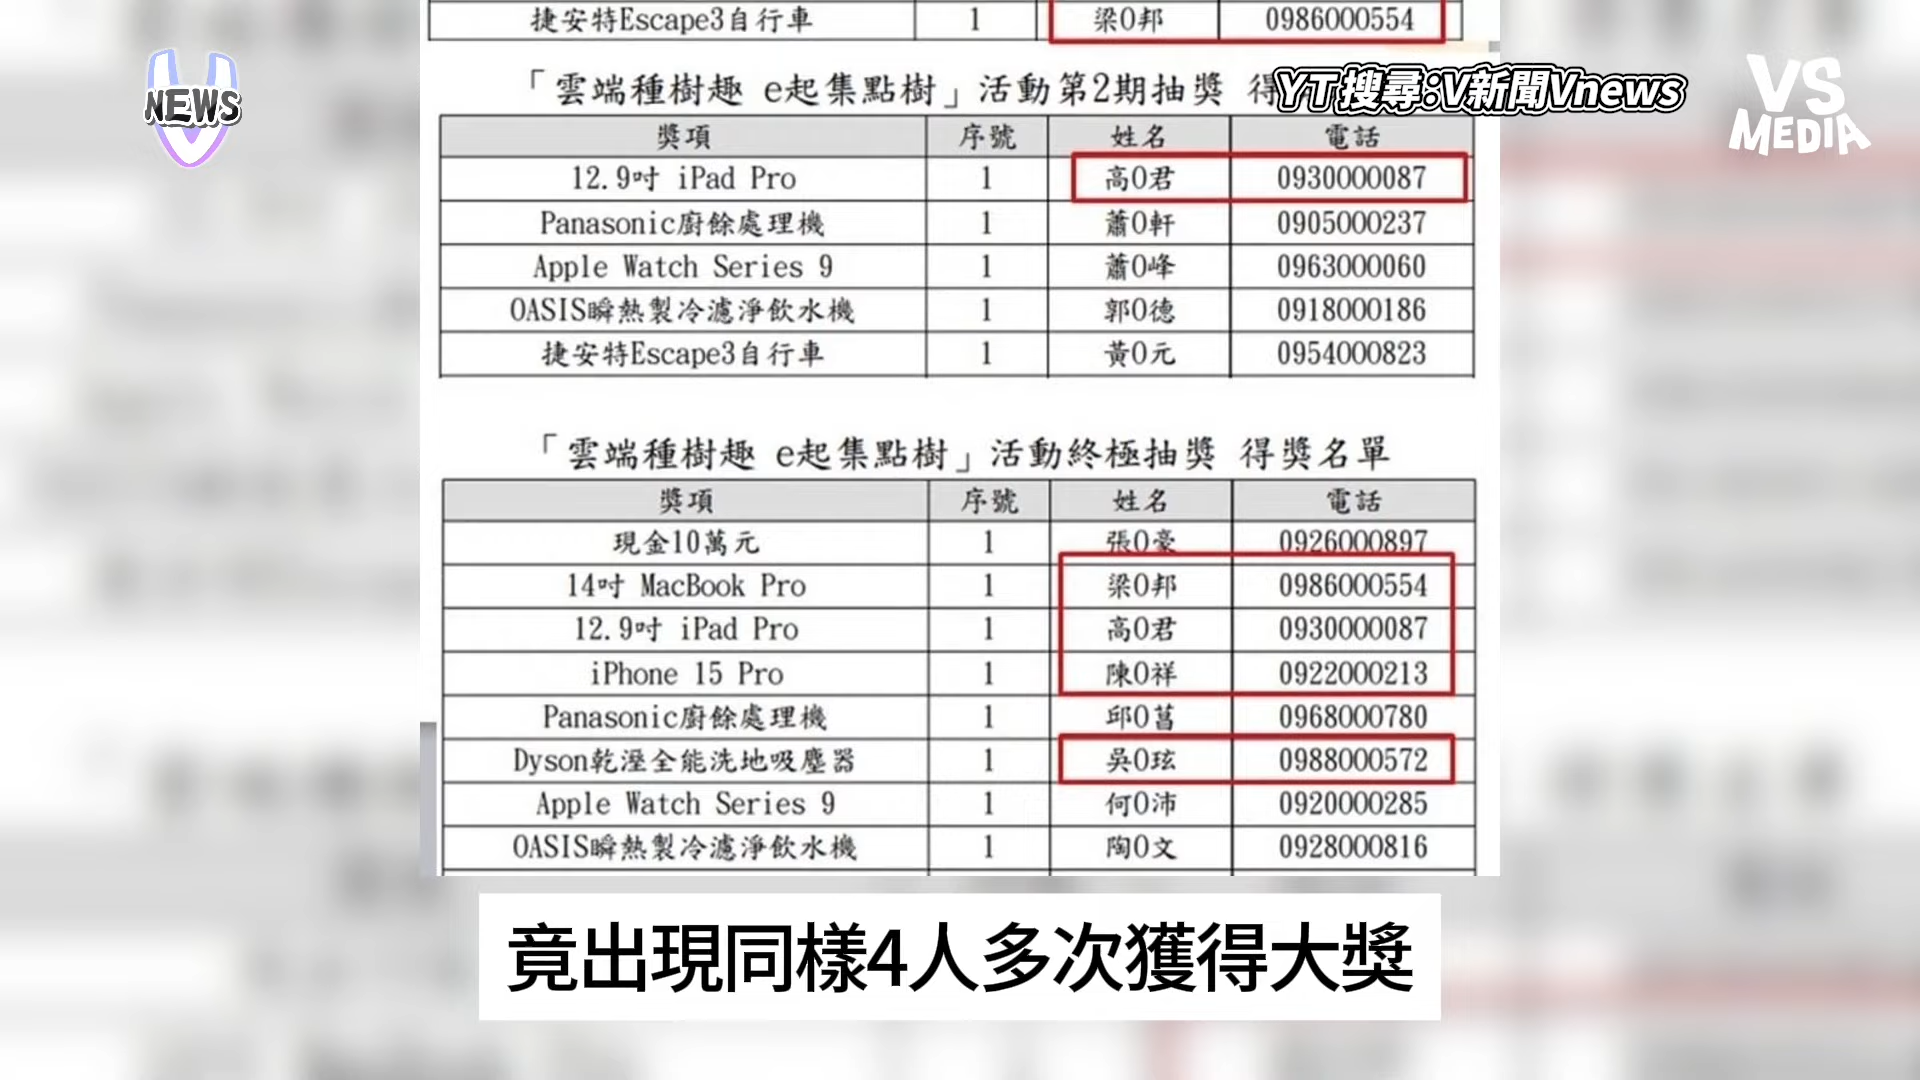 捷安特Escape3自行車 1 梁O邦 0986000554
「雲端種樹趣 e起集點樹」活動第2期抽獎 得
YT搜尋:V新聞Vnews
VS
MEDIA
NEWS
獎項 序號 姓名 電話
12.9吋 iPad Pro 1 高O君 0930000087
Panasonic廚餘處理機 1 蕭O軒 0905000237
Apple Watch Series 9 1 蕭O峰 0963000060
OASIS瞬熱製冷濾淨飲水機 1 郭O德 0918000186
捷安特Escape3自行車 1 黃O元 0954000823
「雲端種樹趣 e起集點樹」活動終極抽獎 得獎名單
獎項 序號 姓名 電話
現金10萬元 1 張O豪 0926000897
14吋 MacBook Pro 1 梁O邦 0986000554
12.9吋 iPad Pro 1 高O君 0930000087
iPhone 15 Pro 1 陳O祥 0922000213
Panasonic廚餘處理機 1 邱O菖 0968000780
Dyson乾溼全能洗地吸塵器 1 吳O玹 0988000572
Apple Watch Series 9 1 何O沛 0920000285
OASIS瞬熱製冷濾淨飲水機 1 陶O文 0928000816
竟出現同樣4人多次獲得大獎